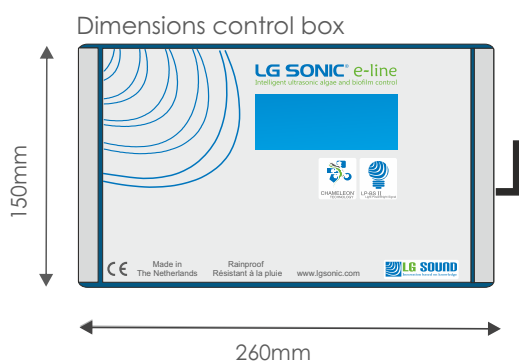 Dimensions control box
LG SONIC® e-line
Intelligent ultrasonic algae and biofilm control
150mm
CHAMELEON
TECHNOLOGY
LP-BS II
Made in
The Netherlands
Rainproof
Résistant à la pluie
www.lgsonic.com
CE
LG SOUND
260mm